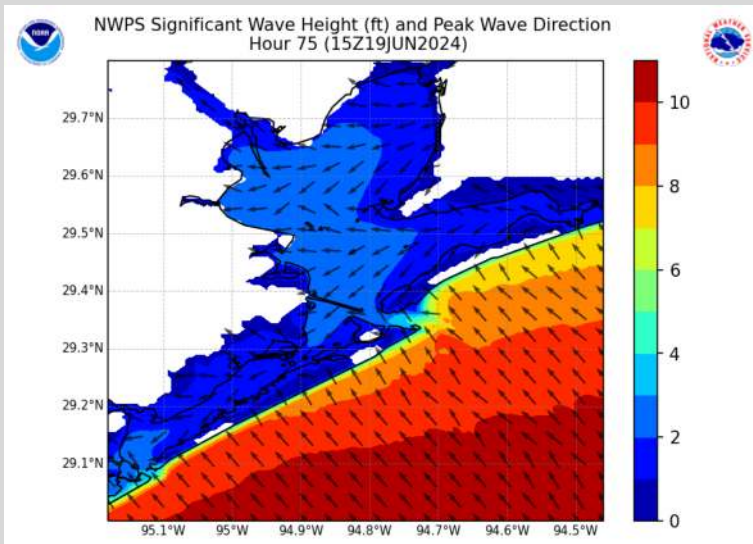 NWPS Significant Wave Height (ft) and Peak Wave Direction
Hour 75 (15Z19JUN2024)
NOAA
29.7°N
29.6°N
29.5°N
29.4°N
29.3°N
29.2°N
29.1°N
95.1°W 95°W 94.9°W 94.8°W 94.7°W 94.6°W 94.5°W
10
8
6
4
2
0